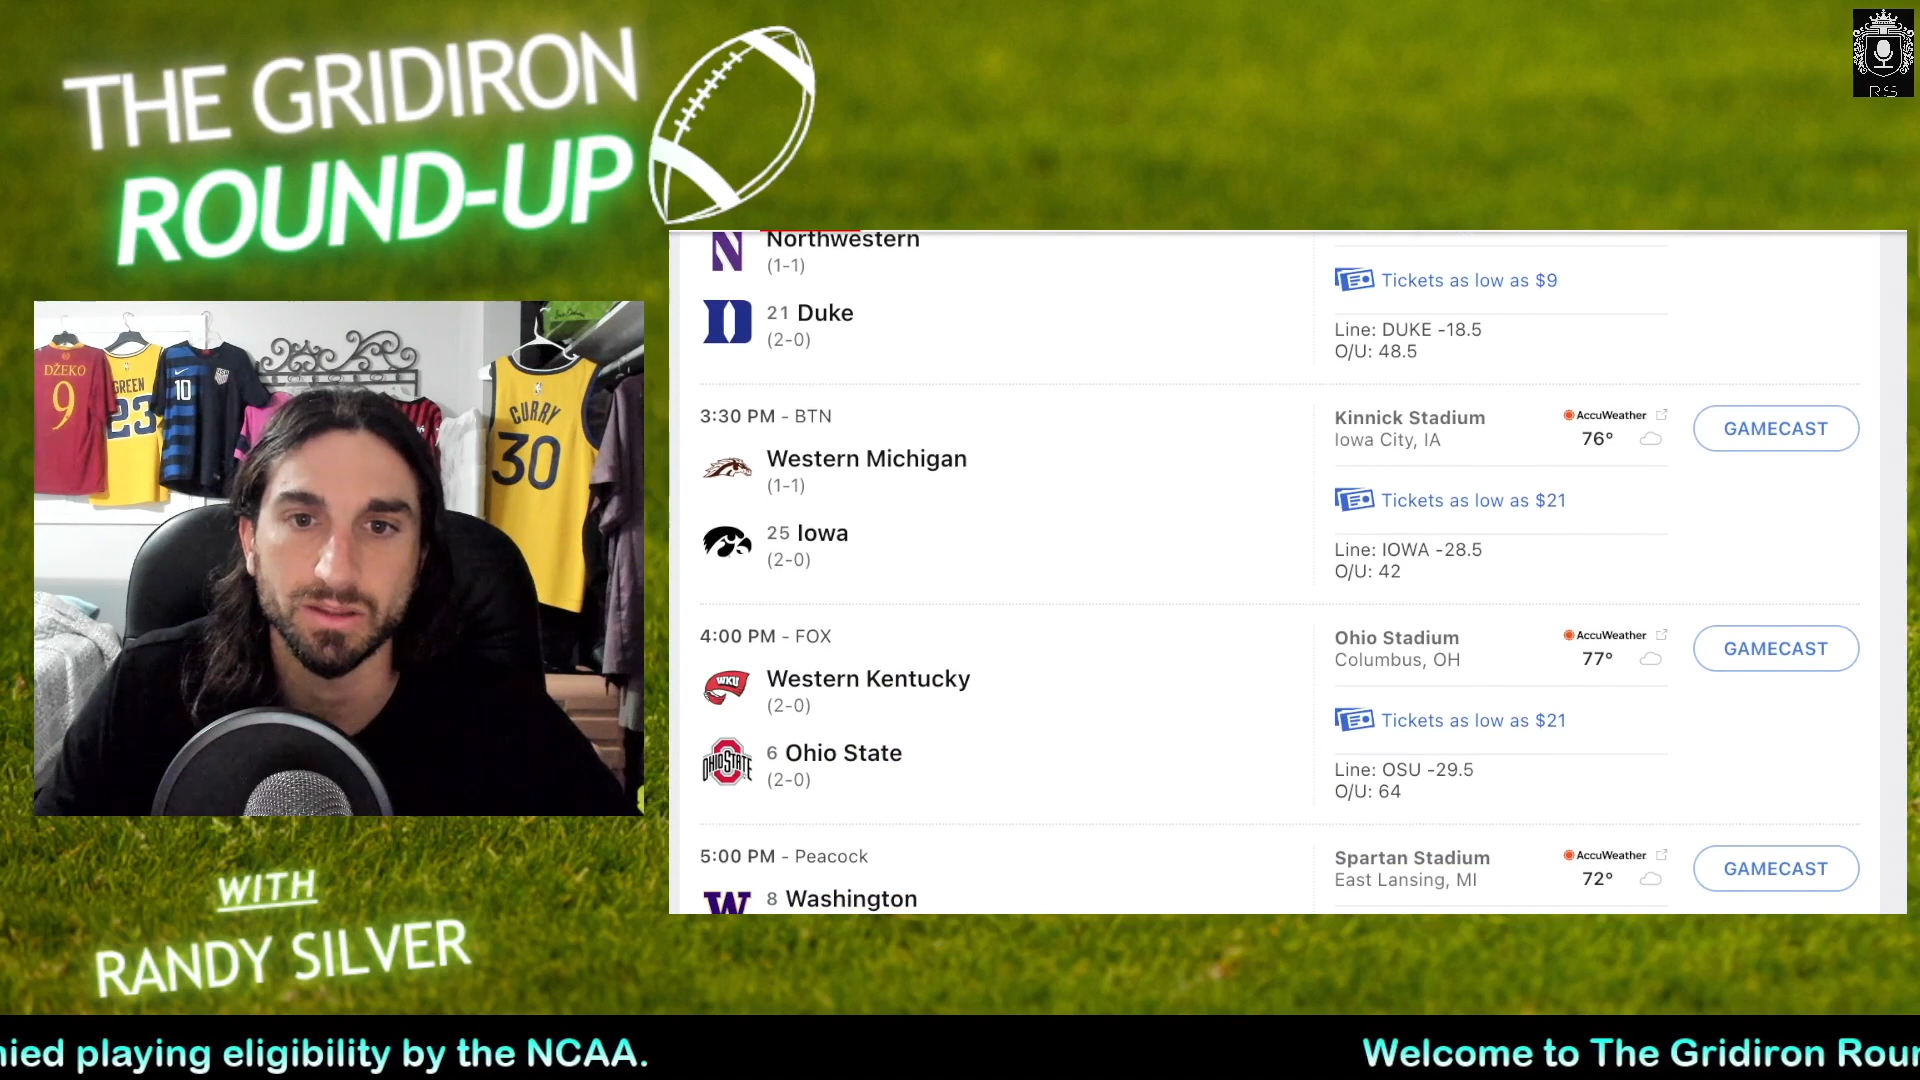 THE GRIDIRON
ROUND-UP
RS
Northwestern
(1-1)
Tickets as low as $9
21 Duke
(2-0)
Line: DUKE -18.5
O/U: 48.5
3:30 PM - BTN
Kinnick Stadium
Iowa City, IA
AccuWeather
76°
GAMECAST
Western Michigan
(1-1)
Tickets as low as $21
25 Iowa
(2-0)
Line: IOWA -28.5
O/U: 42
4:00 PM - FOX
Ohio Stadium
Columbus, OH
AccuWeather
77°
GAMECAST
WKU
Western Kentucky
(2-0)
Tickets as low as $21
OHIO STATE
6 Ohio State
(2-0)
Line: OSU -29.5
O/U: 64
5:00 PM - Peacock
Spartan Stadium
East Lansing, MI
AccuWeather
72°
GAMECAST
W
8 Washington
DŽEKO
9
GREEN
23
10
CURRY
30
WITH
RANDY SILVER
nied playing eligibility by the NCAA.
Welcome to The Gridiron Rour